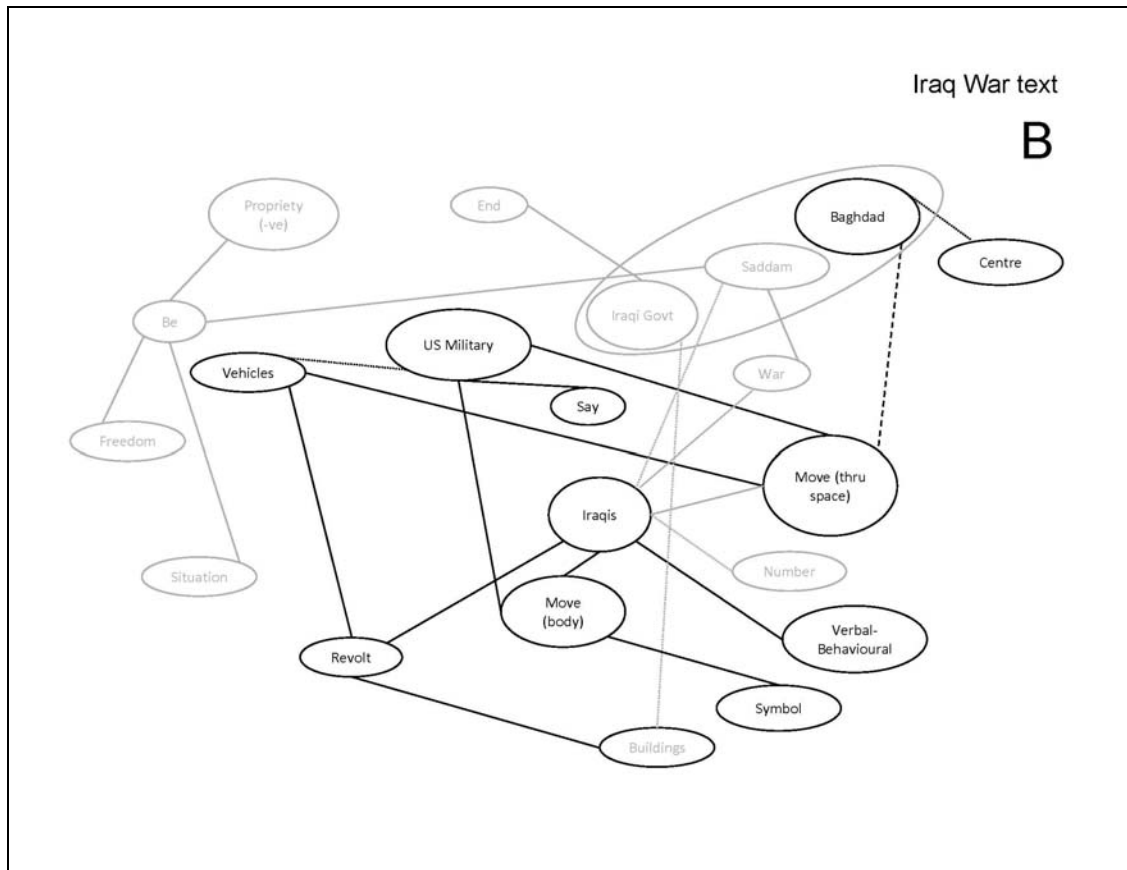 Iraq War text
B
Propriety
(-ve)
End
Baghdad
Centre
Saddam
Iraqi Govt
Be
US Military
Vehicles
War
Say
Freedom
Move (thru
space)
Iraqis
Number
Situation
Move
(body)
Verbal-
Behavioural
Revolt
Symbol
Buildings